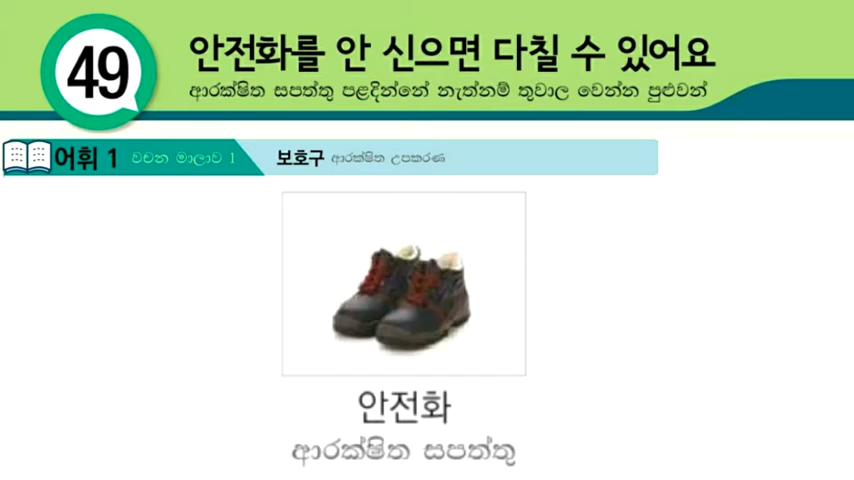 49
안전화를 안 신으면 다칠 수 있어요
ආරක්ෂිත සපත්තු පළදින්නේ නැත්නම් තුවාල වෙන්න පුළුවන්
어휘 1 වචන මාලාව 1 보호구 ආරක්ෂිත උපකරණ
안전화
ආරක්ෂිත සපත්තු